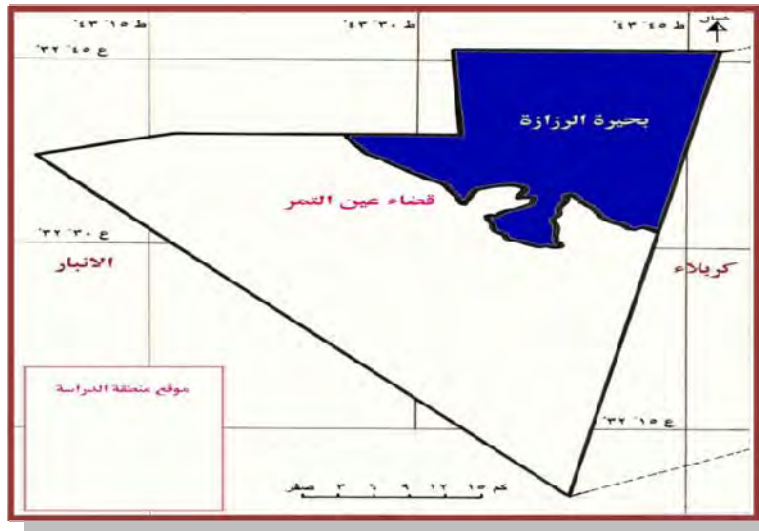 شمال
ط ١٥ ´٤٣°
ط ٣٠ ´٤٣°
ط ٤٥ ´٤٣°
ع ٤٥ ´٣٢°
بحيرة الرزازة
قضاء عين التمر
ع ٣٠ ´٣٢°
الانبار
كربلاء
موقع منطقة الدراسة
ع ١٥ ´٣٢°
صفر ٣ ٦ ٩ ١٢ ١٥ كم